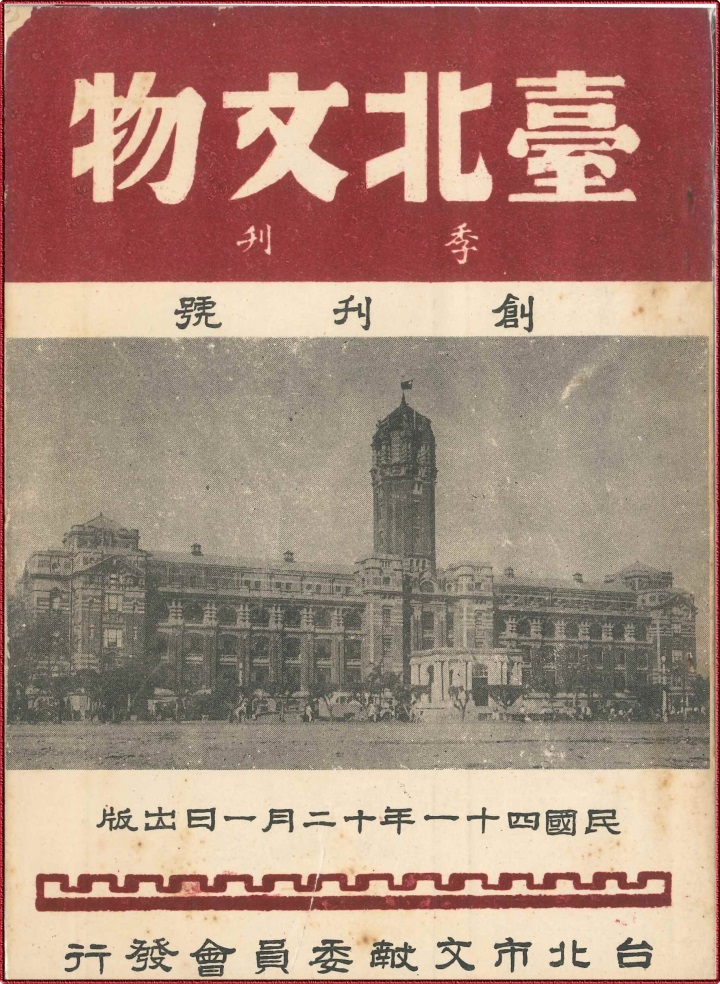 臺北文物
季刊
創刊號
民國四十一年十二月一日出版
台北市文献委員會發行